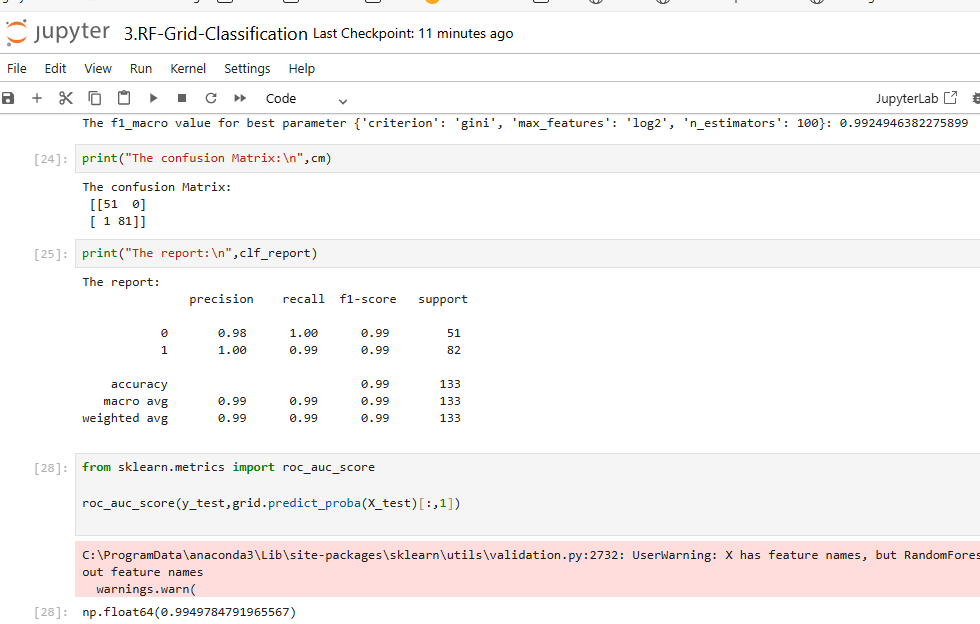 jupyter 3.RF-Grid-Classification Last Checkpoint: 11 minutes ago
File Edit View Run Kernel Settings Help
Code JupyterLab
The f1_macro value for best parameter {'criterion': 'gini', 'max_features': 'log2', 'n_estimators': 100}: 0.9924946382275899
[24]: print("The confusion Matrix:\n",cm)
The confusion Matrix:
[[51 0]
[ 1 81]]
[25]: print("The report:\n",clf_report)
The report:
precision recall f1-score support
0 0.98 1.00 0.99 51
1 1.00 0.99 0.99 82
accuracy 0.99 133
macro avg 0.99 0.99 0.99 133
weighted avg 0.99 0.99 0.99 133
[28]: from sklearn.metrics import roc_auc_score
roc_auc_score(y_test,grid.predict_proba(X_test)[:,1])
C:\ProgramData\anaconda3\Lib\site-packages\sklearn\utils\validation.py:2732: UserWarning: X has feature names, but RandomFores
out feature names
warnings.warn(
[28]: np.float64(0.9949784791965567)